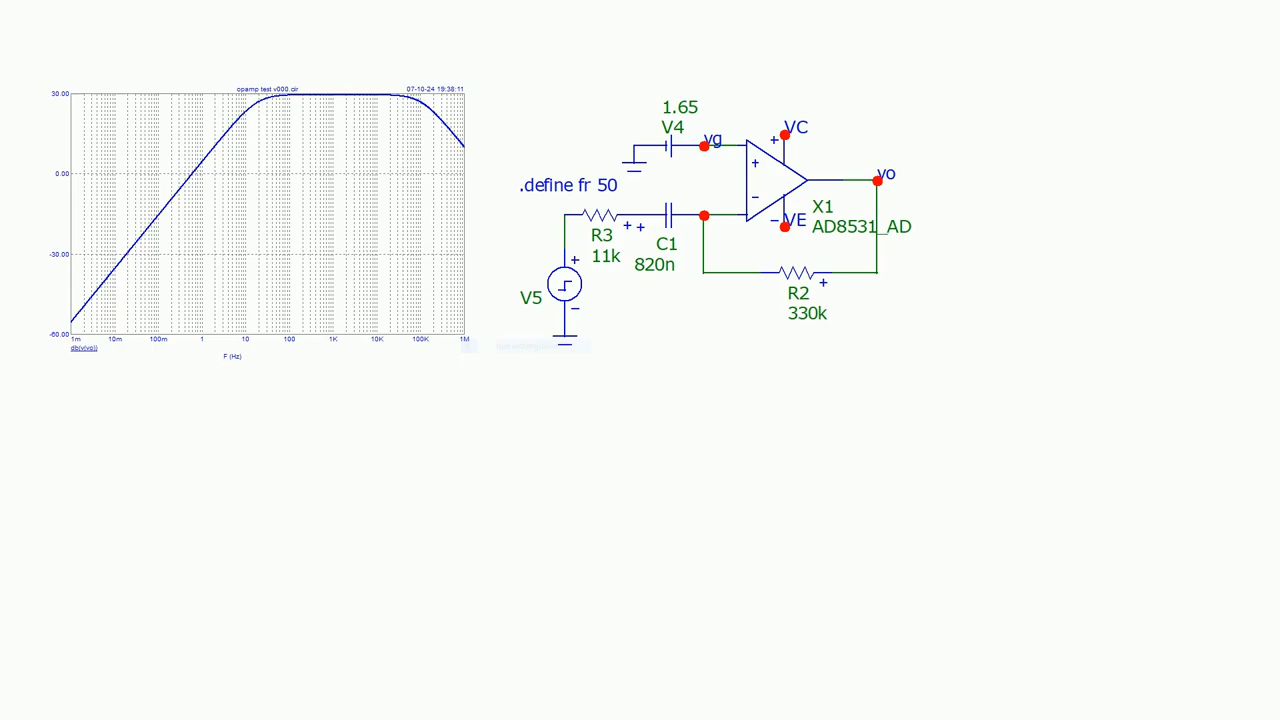 opamp test v000.cir 07-10-24 19:38:11
30.00
0.00
-30.00
-60.00
1m 10m 100m 1 10 100 1K 10K 100K 1M
db(v(vo))
F (Hz)
1.65
V4
vg
VC
+
+
.define fr 50
vo
−
X1
− VE
AD8531_AD
R3
+ +
C1
11k
820n
+
V5
−
R2
+
330k